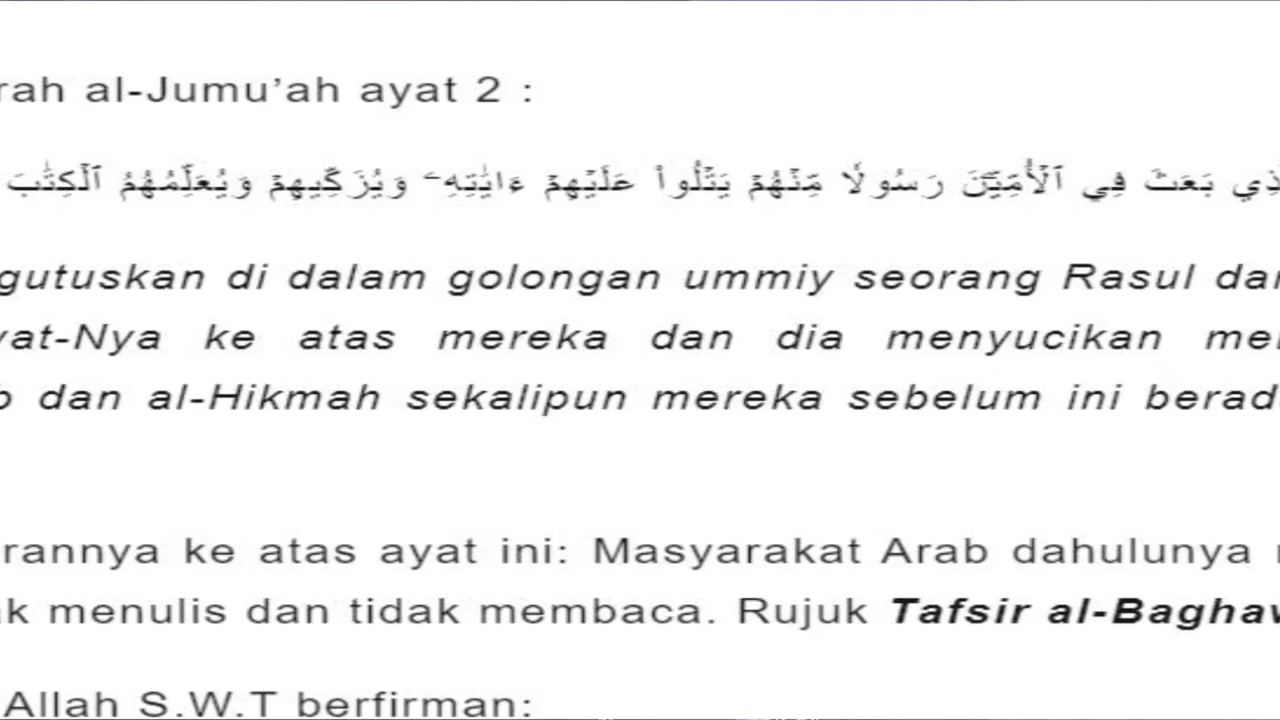 rah al-Jumu’ah ayat 2 :
ذِي بَعَثَ فِي ٱلۡأُمِّيِّـۧنَ رَسُولٗا مِّنۡهُمۡ يَتۡلُواْ عَلَيۡهِمۡ ءَايَٰتِهِۦ وَيُزَكِّيهِمۡ وَيُعَلِّمُهُمُ ٱلۡكِتَٰبَ
gutuskan di dalam golongan ummiy seorang Rasul dar
yat-Nya ke atas mereka dan dia menyucikan me
b dan al-Hikmah sekalipun mereka sebelum ini berad
rannya ke atas ayat ini: Masyarakat Arab dahulunya
ak menulis dan tidak membaca. Rujuk Tafsir al-Baghav
Allah S.W.T berfirman: